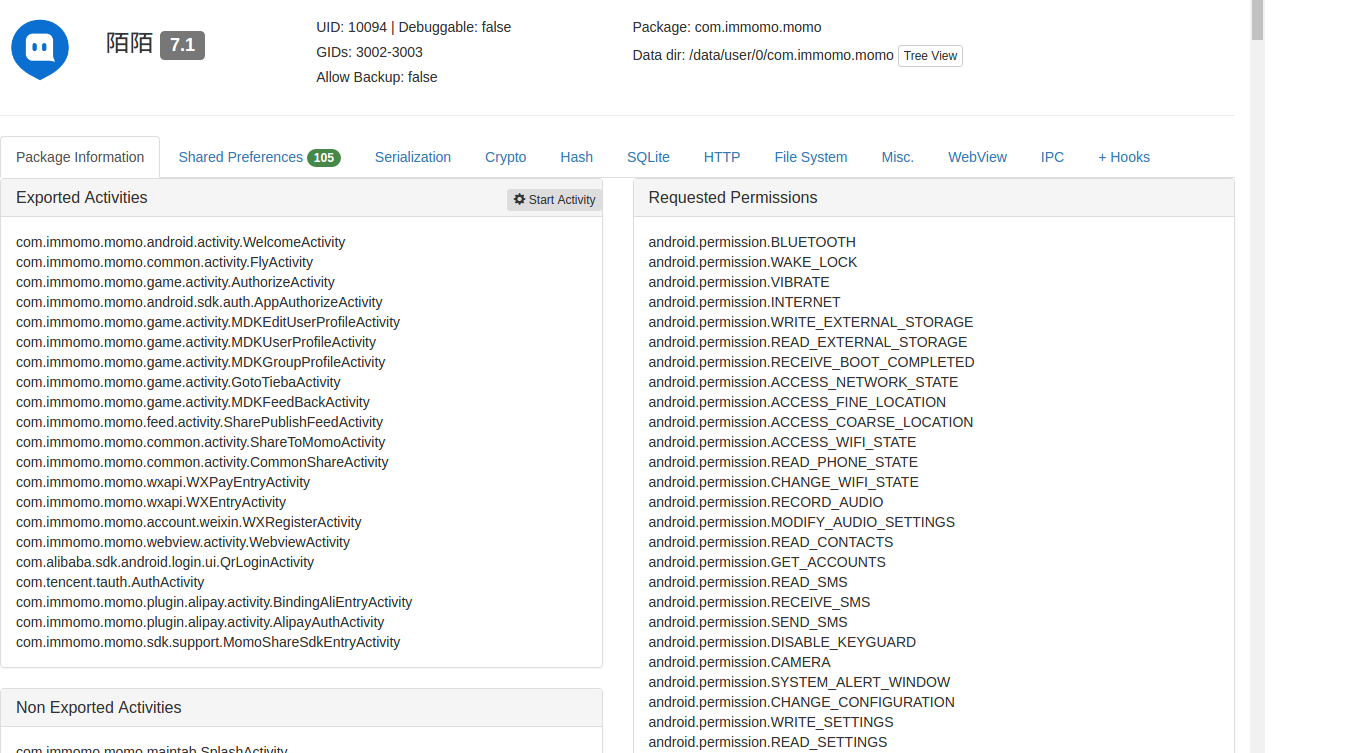 陌陌 7.1
UID: 10094 | Debuggable: false
GIDs: 3002-3003
Allow Backup: false
Package: com.immomo.momo
Data dir: /data/user/0/com.immomo.momo Tree View
Package Information Shared Preferences 105 Serialization Crypto Hash SQLite HTTP File System Misc. WebView IPC + Hooks
Exported Activities Start Activity
com.immomo.momo.android.activity.WelcomeActivity
com.immomo.momo.common.activity.FlyActivity
com.immomo.momo.game.activity.AuthorizeActivity
com.immomo.momo.android.sdk.auth.AppAuthorizeActivity
com.immomo.momo.game.activity.MDKEditUserProfileActivity
com.immomo.momo.game.activity.MDKUserProfileActivity
com.immomo.momo.game.activity.MDKGroupProfileActivity
com.immomo.momo.game.activity.GotoTiebaActivity
com.immomo.momo.game.activity.MDKFeedBackActivity
com.immomo.momo.feed.activity.SharePublishFeedActivity
com.immomo.momo.common.activity.ShareToMomoActivity
com.immomo.momo.common.activity.CommonShareActivity
com.immomo.momo.wxapi.WXPayEntryActivity
com.immomo.momo.wxapi.WXEntryActivity
com.immomo.momo.account.weixin.WXRegisterActivity
com.immomo.momo.webview.activity.WebviewActivity
com.alibaba.sdk.android.login.ui.QrLoginActivity
com.tencent.tauth.AuthActivity
com.immomo.momo.plugin.alipay.activity.BindingAliEntryActivity
com.immomo.momo.plugin.alipay.activity.AlipayAuthActivity
com.immomo.momo.sdk.support.MomoShareSdkEntryActivity
Non Exported Activities
com.immomo.momo.maintab.SplashActivity
Requested Permissions
android.permission.BLUETOOTH
android.permission.WAKE_LOCK
android.permission.VIBRATE
android.permission.INTERNET
android.permission.WRITE_EXTERNAL_STORAGE
android.permission.READ_EXTERNAL_STORAGE
android.permission.RECEIVE_BOOT_COMPLETED
android.permission.ACCESS_NETWORK_STATE
android.permission.ACCESS_FINE_LOCATION
android.permission.ACCESS_COARSE_LOCATION
android.permission.ACCESS_WIFI_STATE
android.permission.READ_PHONE_STATE
android.permission.CHANGE_WIFI_STATE
android.permission.RECORD_AUDIO
android.permission.MODIFY_AUDIO_SETTINGS
android.permission.READ_CONTACTS
android.permission.GET_ACCOUNTS
android.permission.READ_SMS
android.permission.RECEIVE_SMS
android.permission.SEND_SMS
android.permission.DISABLE_KEYGUARD
android.permission.CAMERA
android.permission.SYSTEM_ALERT_WINDOW
android.permission.CHANGE_CONFIGURATION
android.permission.WRITE_SETTINGS
android.permission.READ_SETTINGS